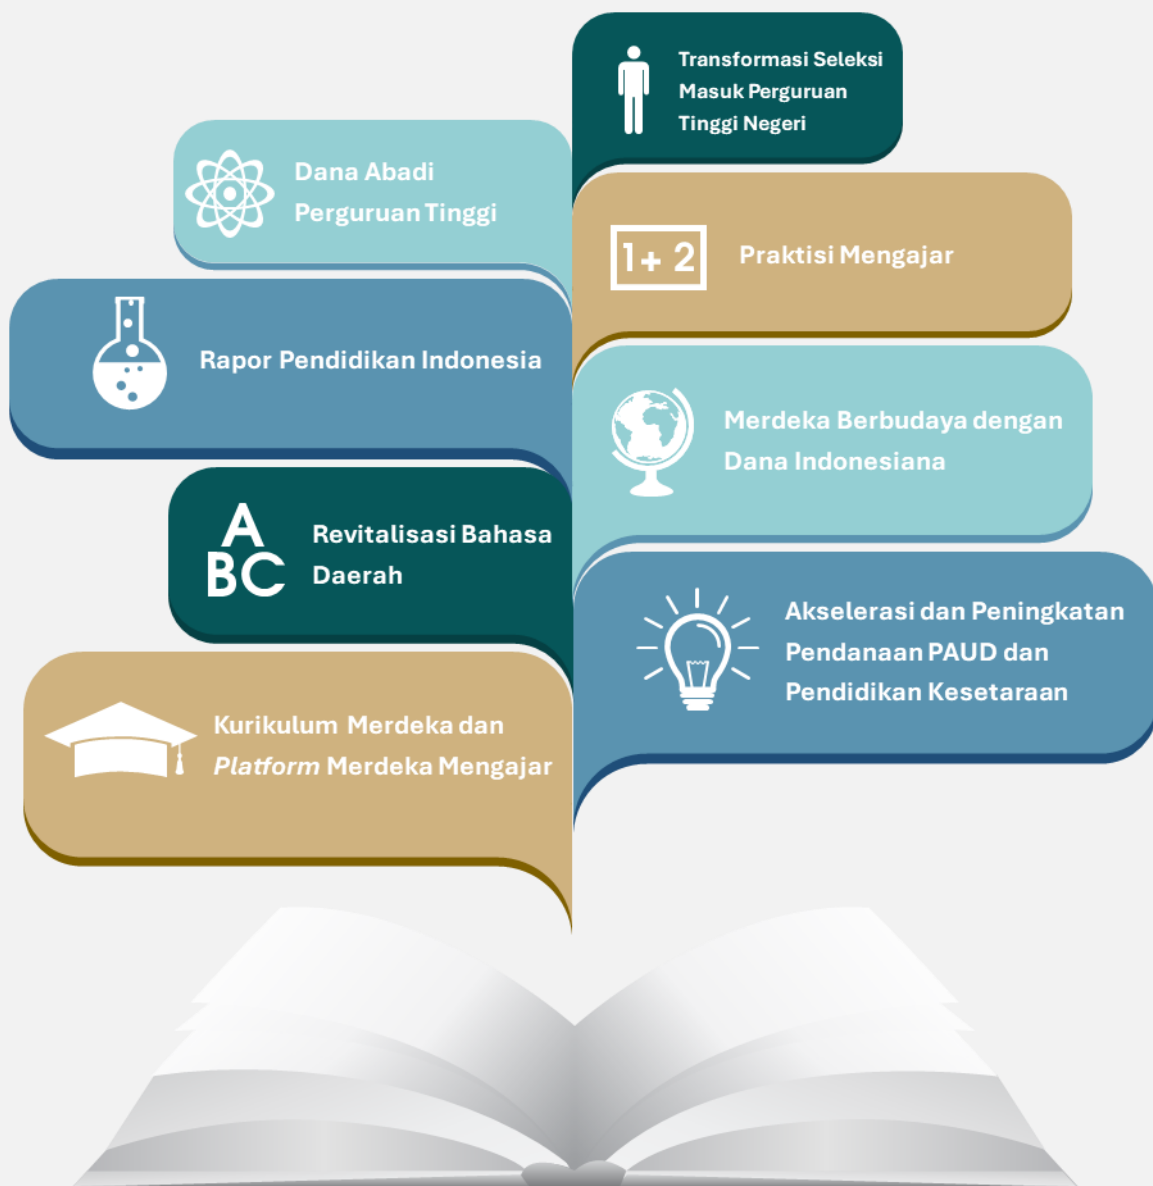 Transformasi Seleksi
Masuk Perguruan
Tinggi Negeri
Dana Abadi
Perguruan Tinggi
1+ 2
Praktisi Mengajar
Rapor Pendidikan Indonesia
Merdeka Berbudaya dengan
Dana Indonesiana
A
BC
Revitalisasi Bahasa
Daerah
Akselerasi dan Peningkatan
Pendanaan PAUD dan
Pendidikan Kesetaraan
Kurikulum Merdeka dan
Platform Merdeka Mengajar